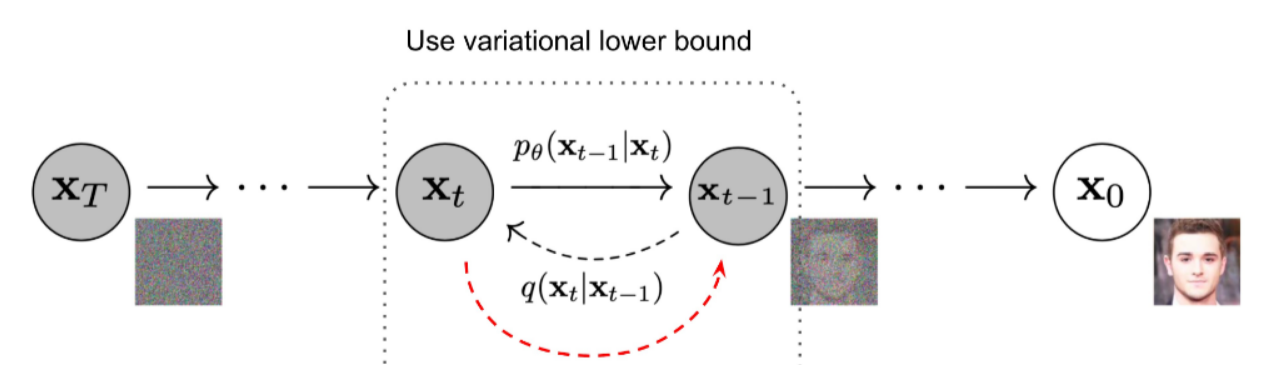 Use variational lower bound
p_θ(x_{t−1}|x_t)
x_T → ⋯ → x_t → x_{t−1} → ⋯ → x_0
q(x_t|x_{t−1})